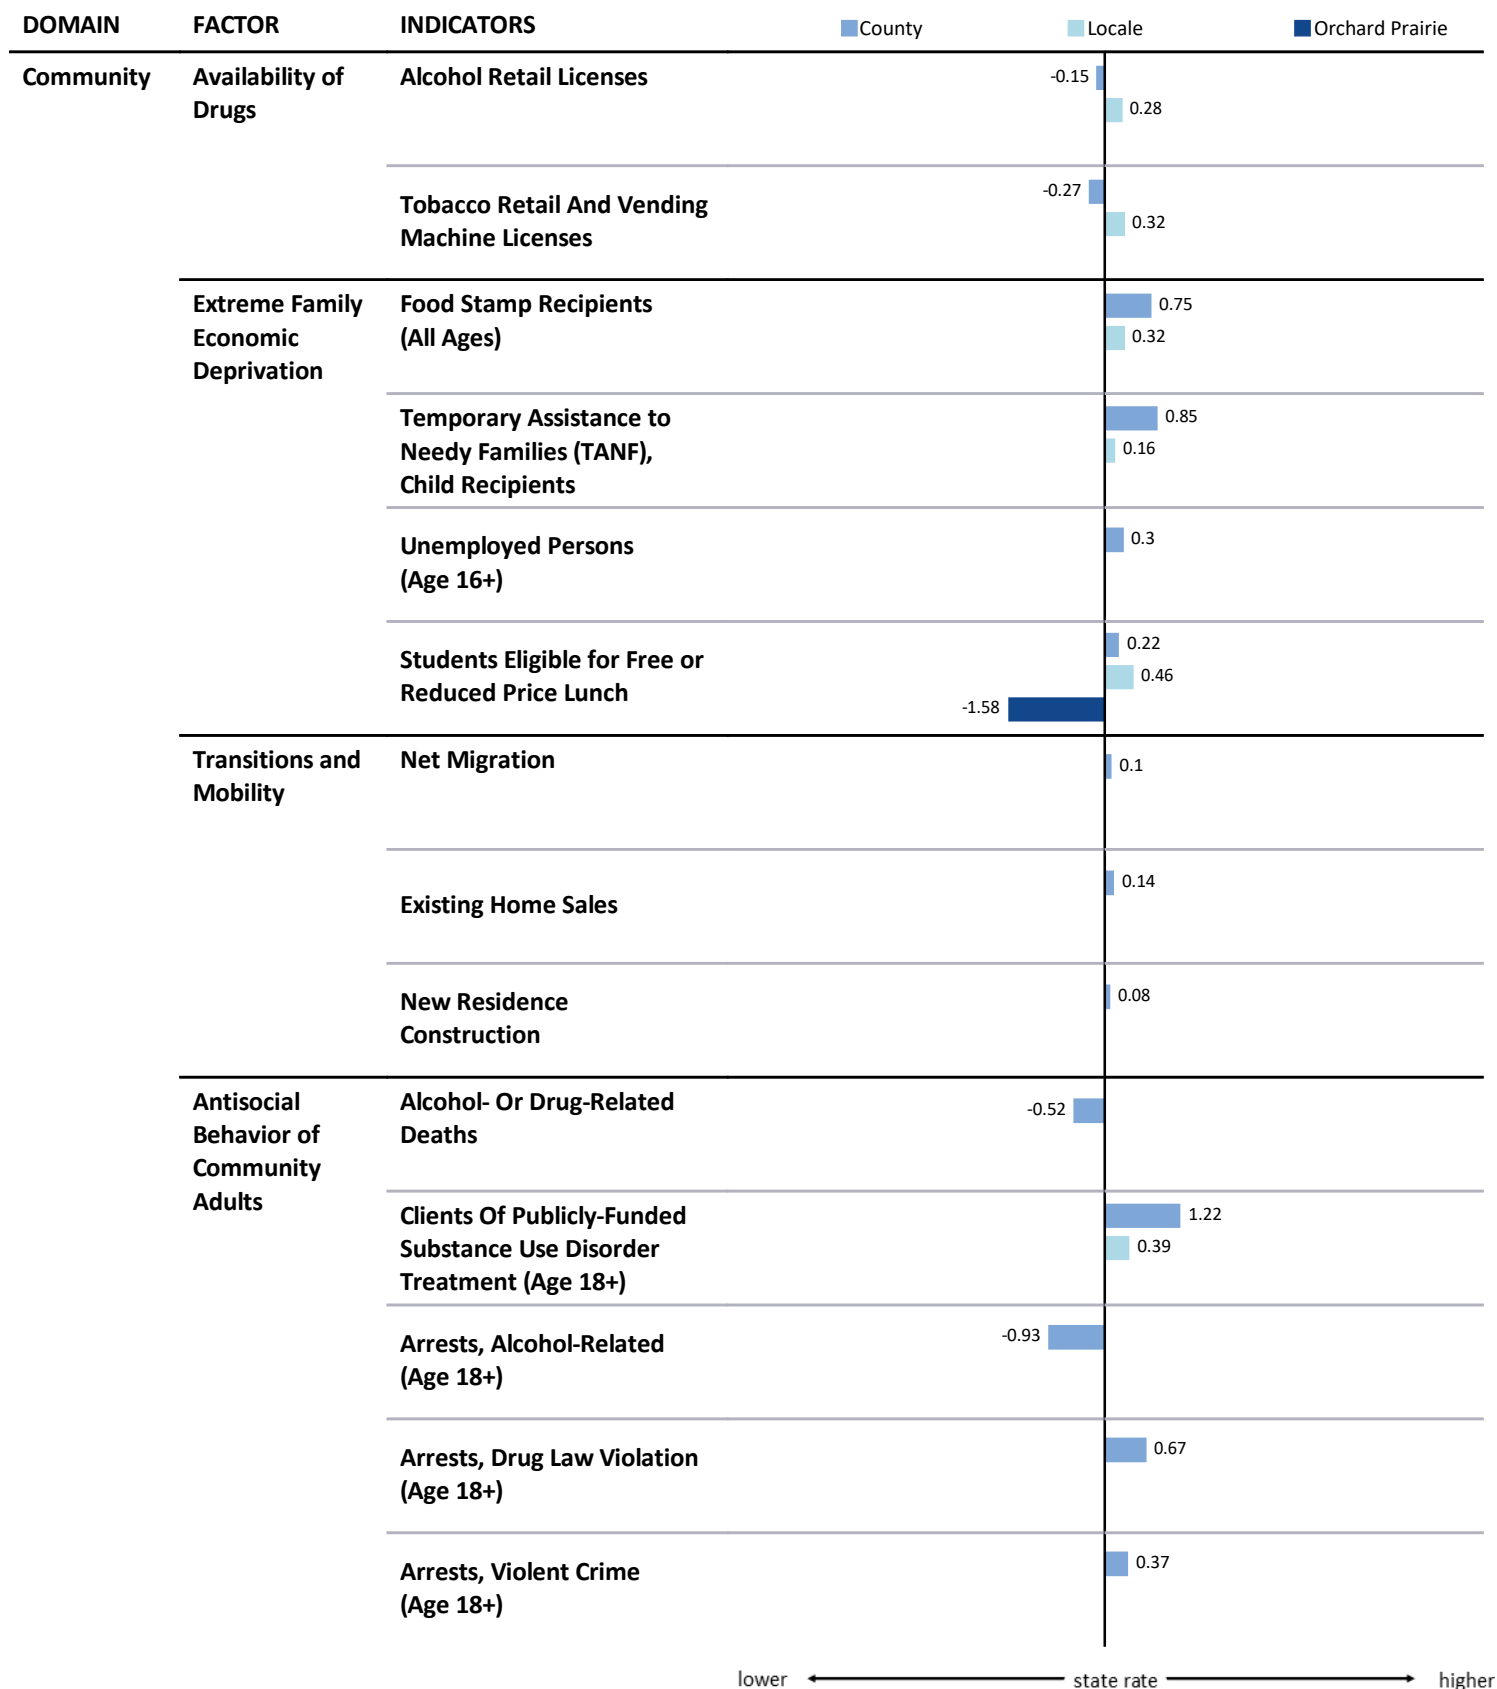 DOMAIN FACTOR INDICATORS County Locale Orchard Prairie
Community Availability of Alcohol Retail Licenses -0.15
Drugs 0.28
-0.27
Tobacco Retail And Vending 0.32
Machine Licenses
Extreme Family Food Stamp Recipients 0.75
Economic (All Ages) 0.32
Deprivation
Temporary Assistance to 0.85
Needy Families (TANF), 0.16
Child Recipients
Unemployed Persons 0.3
(Age 16+)
0.22
Students Eligible for Free or 0.46
Reduced Price Lunch -1.58
Transitions and Net Migration 0.1
Mobility
0.14
Existing Home Sales
New Residence 0.08
Construction
Antisocial Alcohol- Or Drug-Related -0.52
Behavior of Deaths
Community
Adults
Clients Of Publicly-Funded 1.22
Substance Use Disorder 0.39
Treatment (Age 18+)
Arrests, Alcohol-Related -0.93
(Age 18+)
Arrests, Drug Law Violation 0.67
(Age 18+)
Arrests, Violent Crime 0.37
(Age 18+)
lower state rate higher